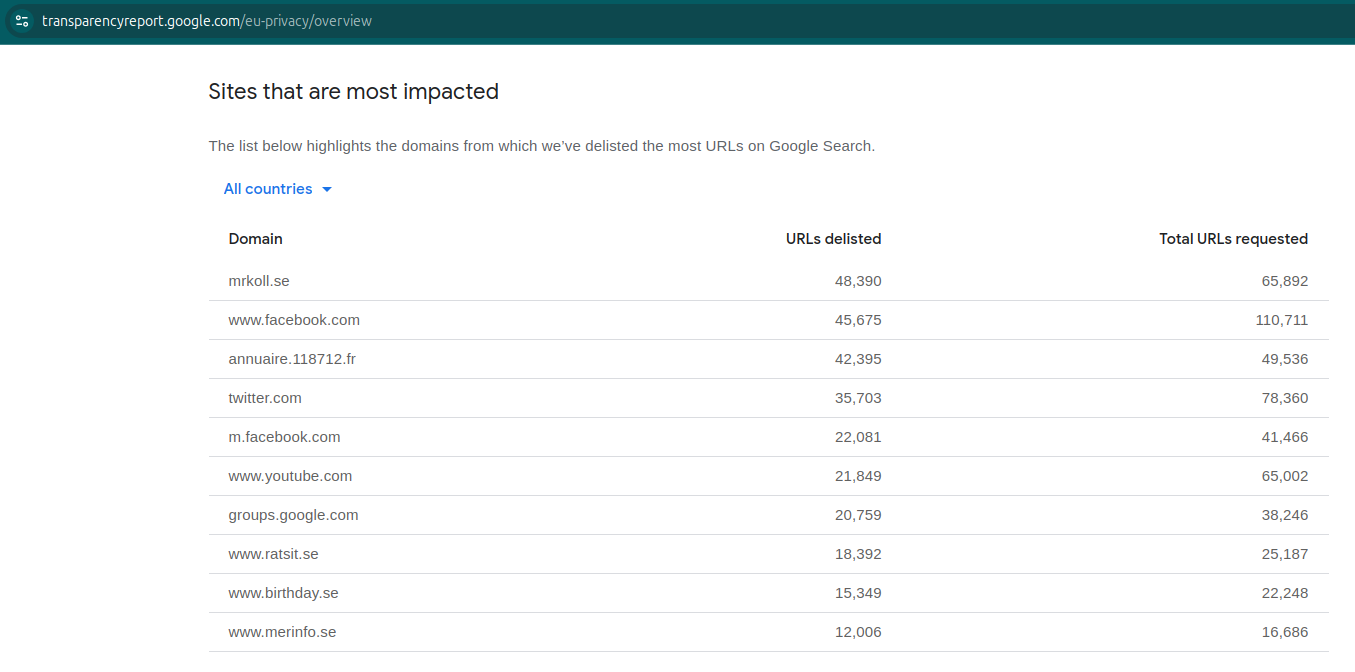 transparencyreport.google.com/eu-privacy/overview
Sites that are most impacted
The list below highlights the domains from which we’ve delisted the most URLs on Google Search.
All countries
Domain URLs delisted Total URLs requested
mrkoll.se 48,390 65,892
www.facebook.com 45,675 110,711
annuaire.118712.fr 42,395 49,536
twitter.com 35,703 78,360
m.facebook.com 22,081 41,466
www.youtube.com 21,849 65,002
groups.google.com 20,759 38,246
www.ratsit.se 18,392 25,187
www.birthday.se 15,349 22,248
www.merinfo.se 12,006 16,686